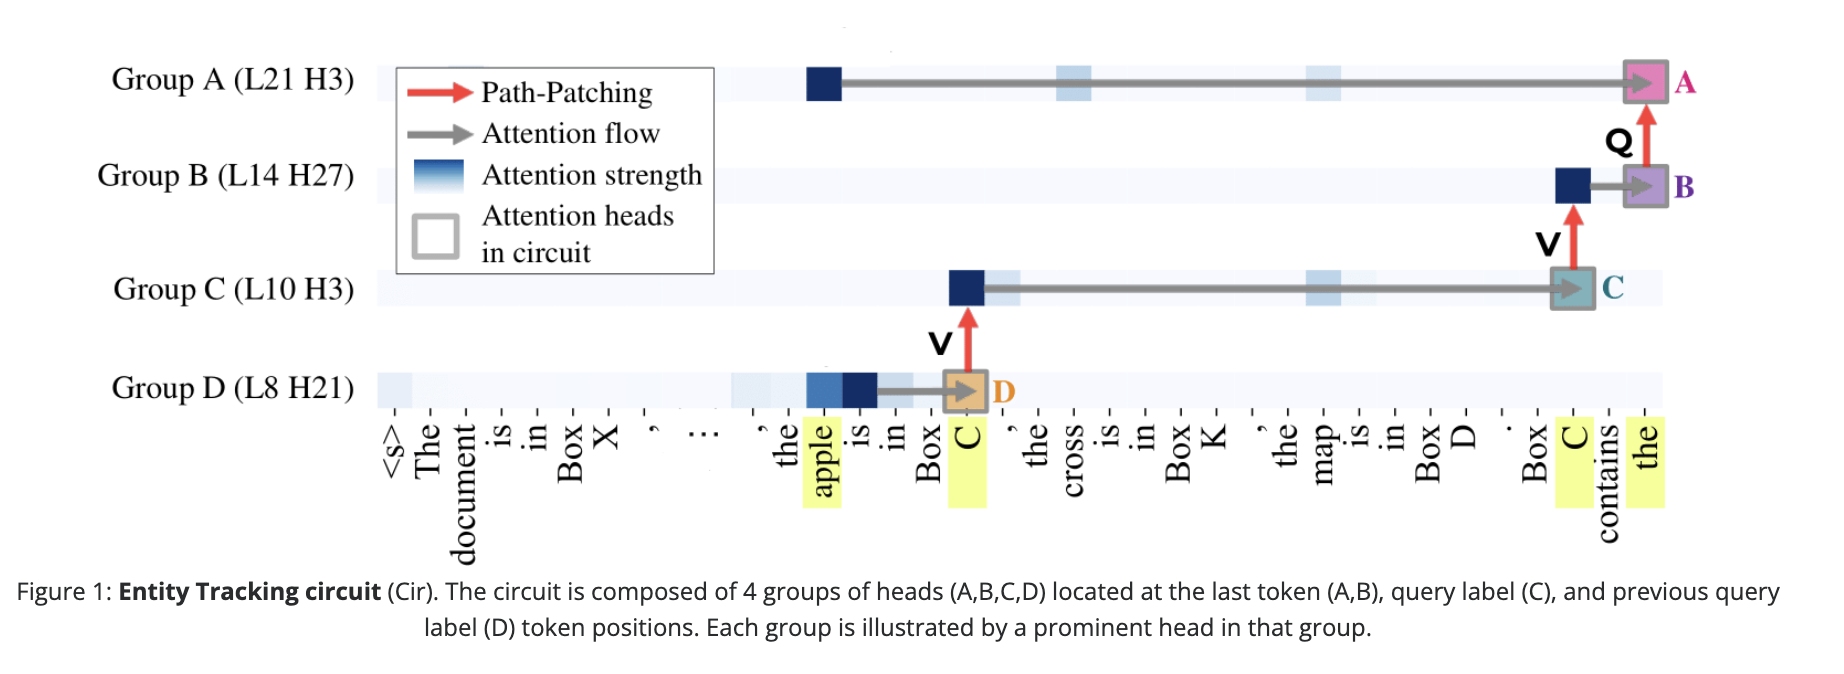 Group A (L21 H3)
Path-Patching
Attention flow
Attention strength
Attention heads
in circuit
A
Q
Group B (L14 H27)
B
V
Group C (L10 H3)
C
V
Group D (L8 H21)
D
<s> The document is in Box X , ... , the apple is in Box C , the cross is in Box K , the map is in Box D . Box C contains the
Figure 1: Entity Tracking circuit (Cir). The circuit is composed of 4 groups of heads (A,B,C,D) located at the last token (A,B), query label (C), and previous query
label (D) token positions. Each group is illustrated by a prominent head in that group.